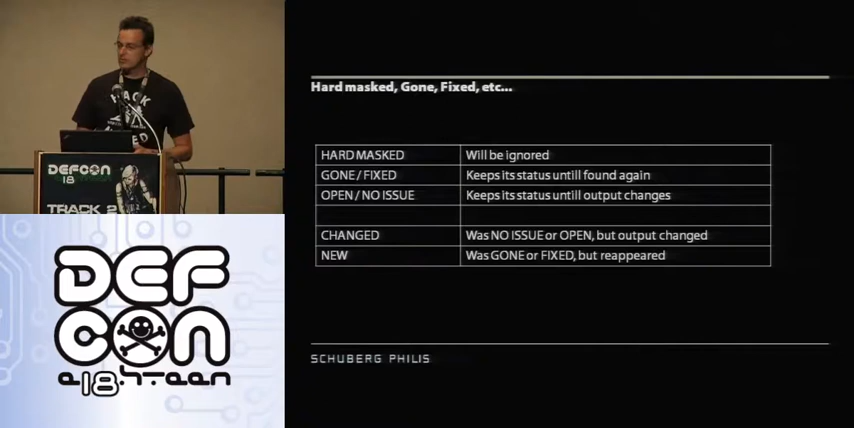 HACK
DEFCON
18
TRACK 2
DEF
CON
e18hteen
Hard masked, Gone, Fixed, etc...
HARD MASKED Will be ignored
GONE / FIXED Keeps its status untill found again
OPEN / NO ISSUE Keeps its status untill output changes
CHANGED Was NO ISSUE or OPEN, but output changed
NEW Was GONE or FIXED, but reappeared
SCHUBERG PHILIS